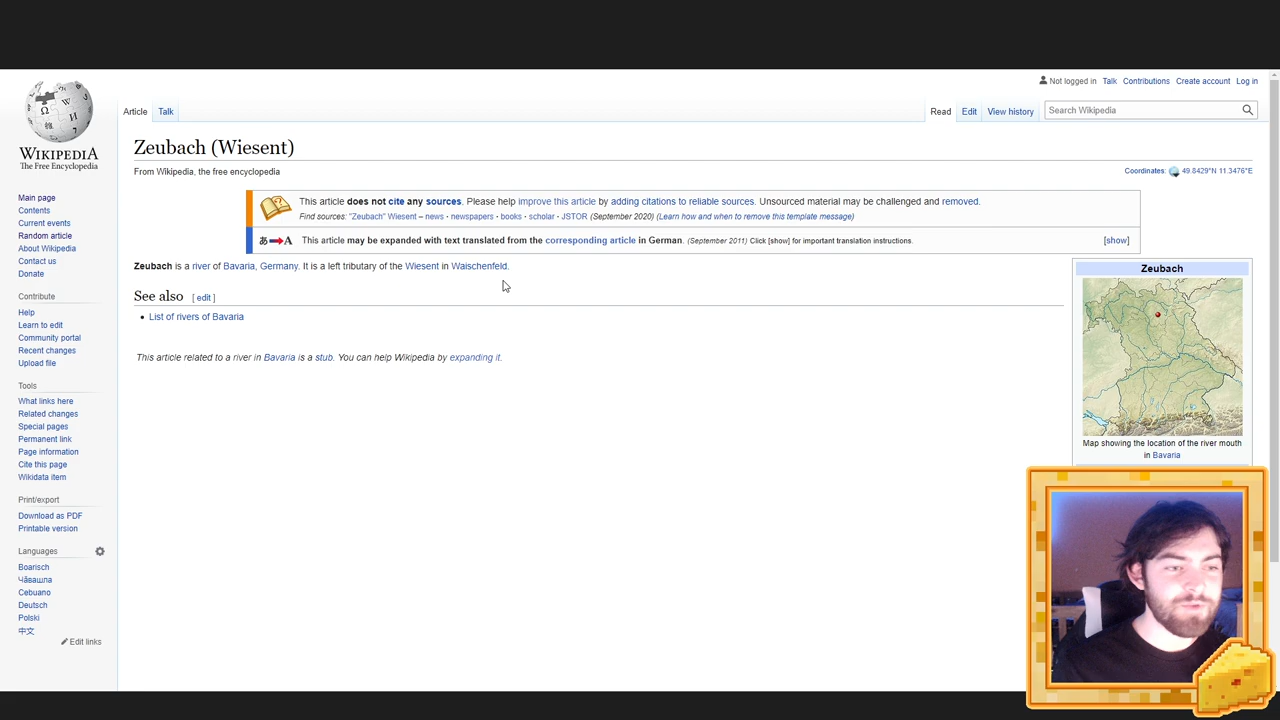 Not logged in Talk Contributions Create account Log in
Article Talk Read Edit View history Search Wikipedia
WIKIPEDIA
The Free Encyclopedia
Zeubach (Wiesent)
From Wikipedia, the free encyclopedia
Coordinates: 49.8429°N 11.3476°E
This article does not cite any sources. Please help improve this article by adding citations to reliable sources. Unsourced material may be challenged and removed.
Find sources: "Zeubach" Wiesent – news · newspapers · books · scholar · JSTOR (September 2020) (Learn how and when to remove this template message)
あ A This article may be expanded with text translated from the corresponding article in German. (September 2011) Click [show] for important translation instructions. [show]
Zeubach is a river of Bavaria, Germany. It is a left tributary of the Wiesent in Waischenfeld.
See also [ edit ]
• List of rivers of Bavaria
This article related to a river in Bavaria is a stub. You can help Wikipedia by expanding it.
Zeubach
Map showing the location of the river mouth
in Bavaria
Main page
Contents
Current events
Random article
About Wikipedia
Contact us
Donate
Contribute
Help
Learn to edit
Community portal
Recent changes
Upload file
Tools
What links here
Related changes
Special pages
Permanent link
Page information
Cite this page
Wikidata item
Print/export
Download as PDF
Printable version
Languages
Boarisch
Чӑвашла
Cebuano
Deutsch
Polski
中文
Edit links